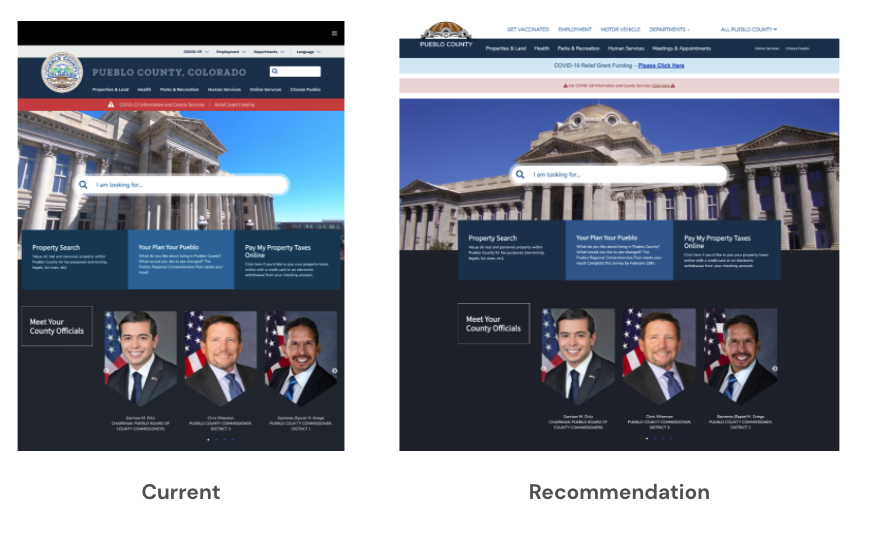 COVID-19 Employment Departments Language
PUEBLO COUNTY, COLORADO
Properties & Land Health Parks & Recreation Human Services Online Services Choose Pueblo
COVID-19 Information and County Services Relief Grant Funding
I am looking for...
Property Search
Value all real and personal property within
Pueblo County for tax purposes (ownership,
legals, lot sizes, etc).
Your Plan Your Pueblo
What do you like about living in Pueblo County?
What would you like to see changed? The
Pueblo Regional Comprehensive Plan needs your
input!
Pay My Property Taxes
Online
Click here if you'd like to pay your property taxes
online with a credit card or an electronic
withdrawal from your checking account.
Meet Your
County Officials
Garrison M. Ortiz
CHAIRMAN PUEBLO BOARD OF
COUNTY COMMISSIONERS
Chris Wiseman
PUEBLO COUNTY COMMISSIONER,
DISTRICT 3
Epimenio (Eppie) M. Griego
PUEBLO COUNTY COMMISSIONER,
DISTRICT 1
Current
GET VACCINATED EMPLOYMENT MOTOR VEHICLE DEPARTMENTS ALL PUEBLO COUNTY
PUEBLO COUNTY
Properties & Land Health Parks & Recreation Human Services Meetings & Appointments Online Services Choose Pueblo
COVID-19 Relief Grant Funding – Please Click Here
For COVID-19 Information and County Services Click Here
I am looking for...
Property Search
Value all real and personal property within
Pueblo County for tax purposes (ownership,
legals, lot sizes, etc).
Your Plan Your Pueblo
What do you like about living in Pueblo County?
What would you like to see changed? The
Pueblo Regional Comprehensive Plan needs your
input! Complete this survey by February 26th.
Pay My Property Taxes
Online
Click here if you'd like to pay your property taxes
online with a credit card or an electronic
withdrawal from your checking account.
Meet Your
County Officials
Garrison M. Ortiz
CHAIRMAN PUEBLO BOARD OF
COUNTY COMMISSIONERS
Chris Wiseman
PUEBLO COUNTY COMMISSIONER,
DISTRICT 3
Epimenio (Eppie) M. Griego
PUEBLO COUNTY COMMISSIONER,
DISTRICT 1
Recommendation